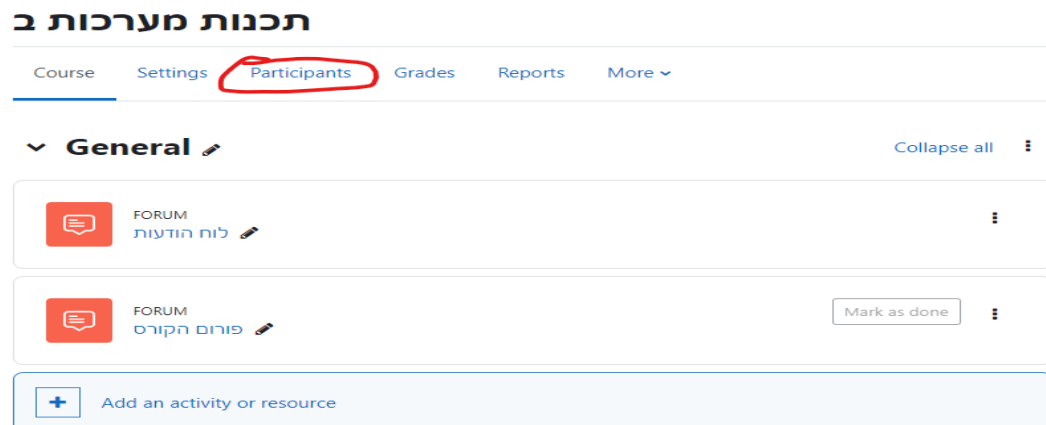 תכנות מערכות ב
Course Settings Participants Grades Reports More
General Collapse all
FORUM
לוח הודעות
FORUM
פורום הקורס
Mark as done
Add an activity or resource